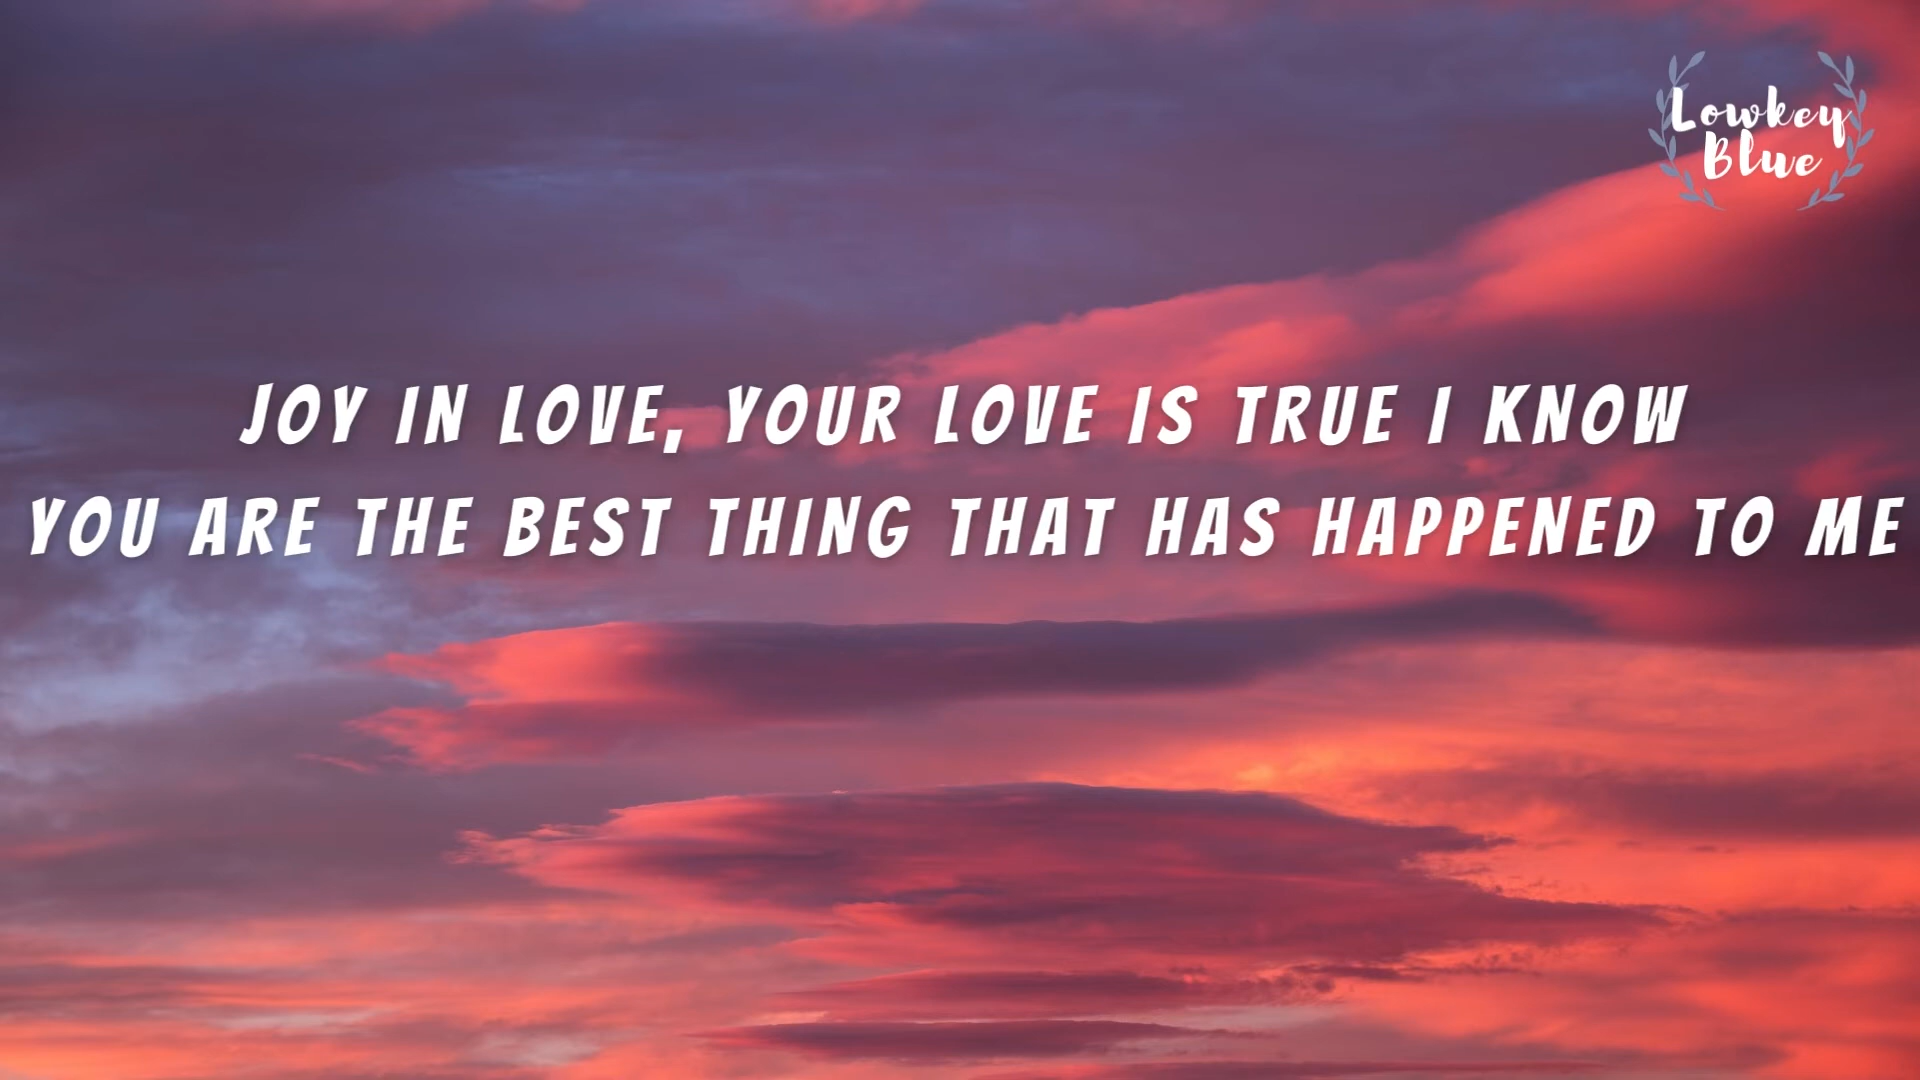 Lowkey
Blue
JOY IN LOVE, YOUR LOVE IS TRUE I KNOW
YOU ARE THE BEST THING THAT HAS HAPPENED TO ME